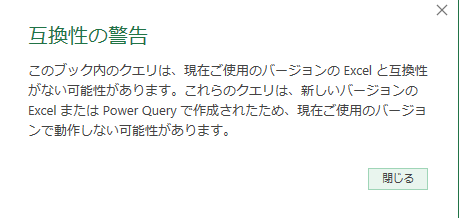 互換性の警告
このブック内のクエリは、現在ご使用のバージョンの Excel と互換性
がない可能性があります。これらのクエリは、新しいバージョンの
Excel または Power Query で作成されたため、現在ご使用のバージョ
ンで動作しない可能性があります。
閉じる